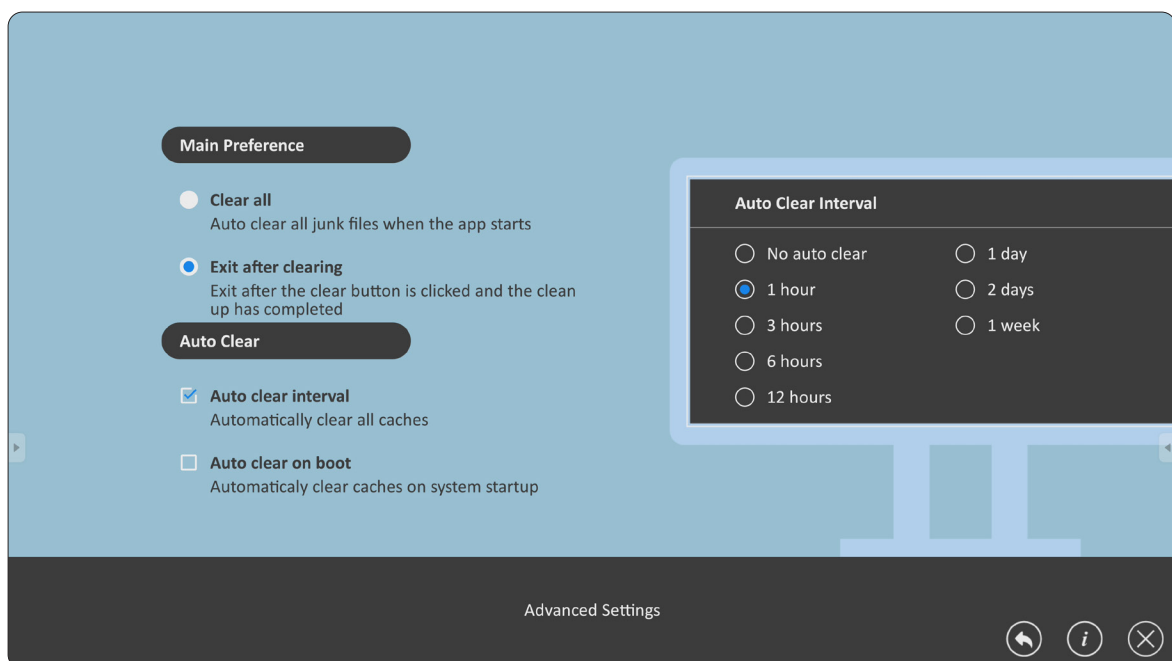 Main Preference
Clear all
Auto clear all junk files when the app starts
Exit after clearing
Exit after the clear button is clicked and the clean
up has completed
Auto Clear
Auto clear interval
Automatically clear all caches
Auto clear on boot
Automaticaly clear caches on system startup
Auto Clear Interval
No auto clear
1 hour
3 hours
6 hours
12 hours
1 day
2 days
1 week
Advanced Settings
i